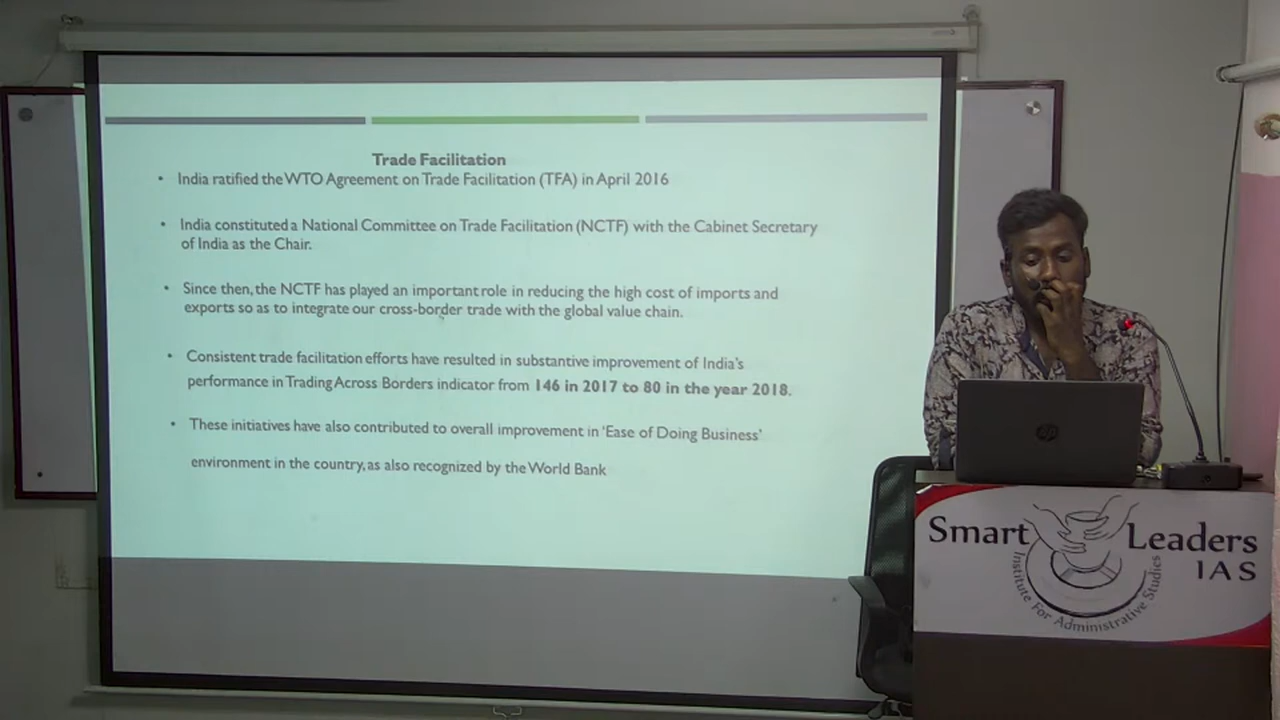 Trade Facilitation
• India ratified the WTO Agreement on Trade Facilitation (TFA) in April 2016
• India constituted a National Committee on Trade Facilitation (NCTF) with the Cabinet Secretary
of India as the Chair.
• Since then, the NCTF has played an important role in reducing the high cost of imports and
exports so as to integrate our cross-border trade with the global value chain.
• Consistent trade facilitation efforts have resulted in substantive improvement of India's
performance in Trading Across Borders indicator from 146 in 2017 to 80 in the year 2018.
• These initiatives have also contributed to overall improvement in 'Ease of Doing Business'
environment in the country, as also recognized by the World Bank
hp
Smart Leaders
IAS
Institute For Administrative Studies